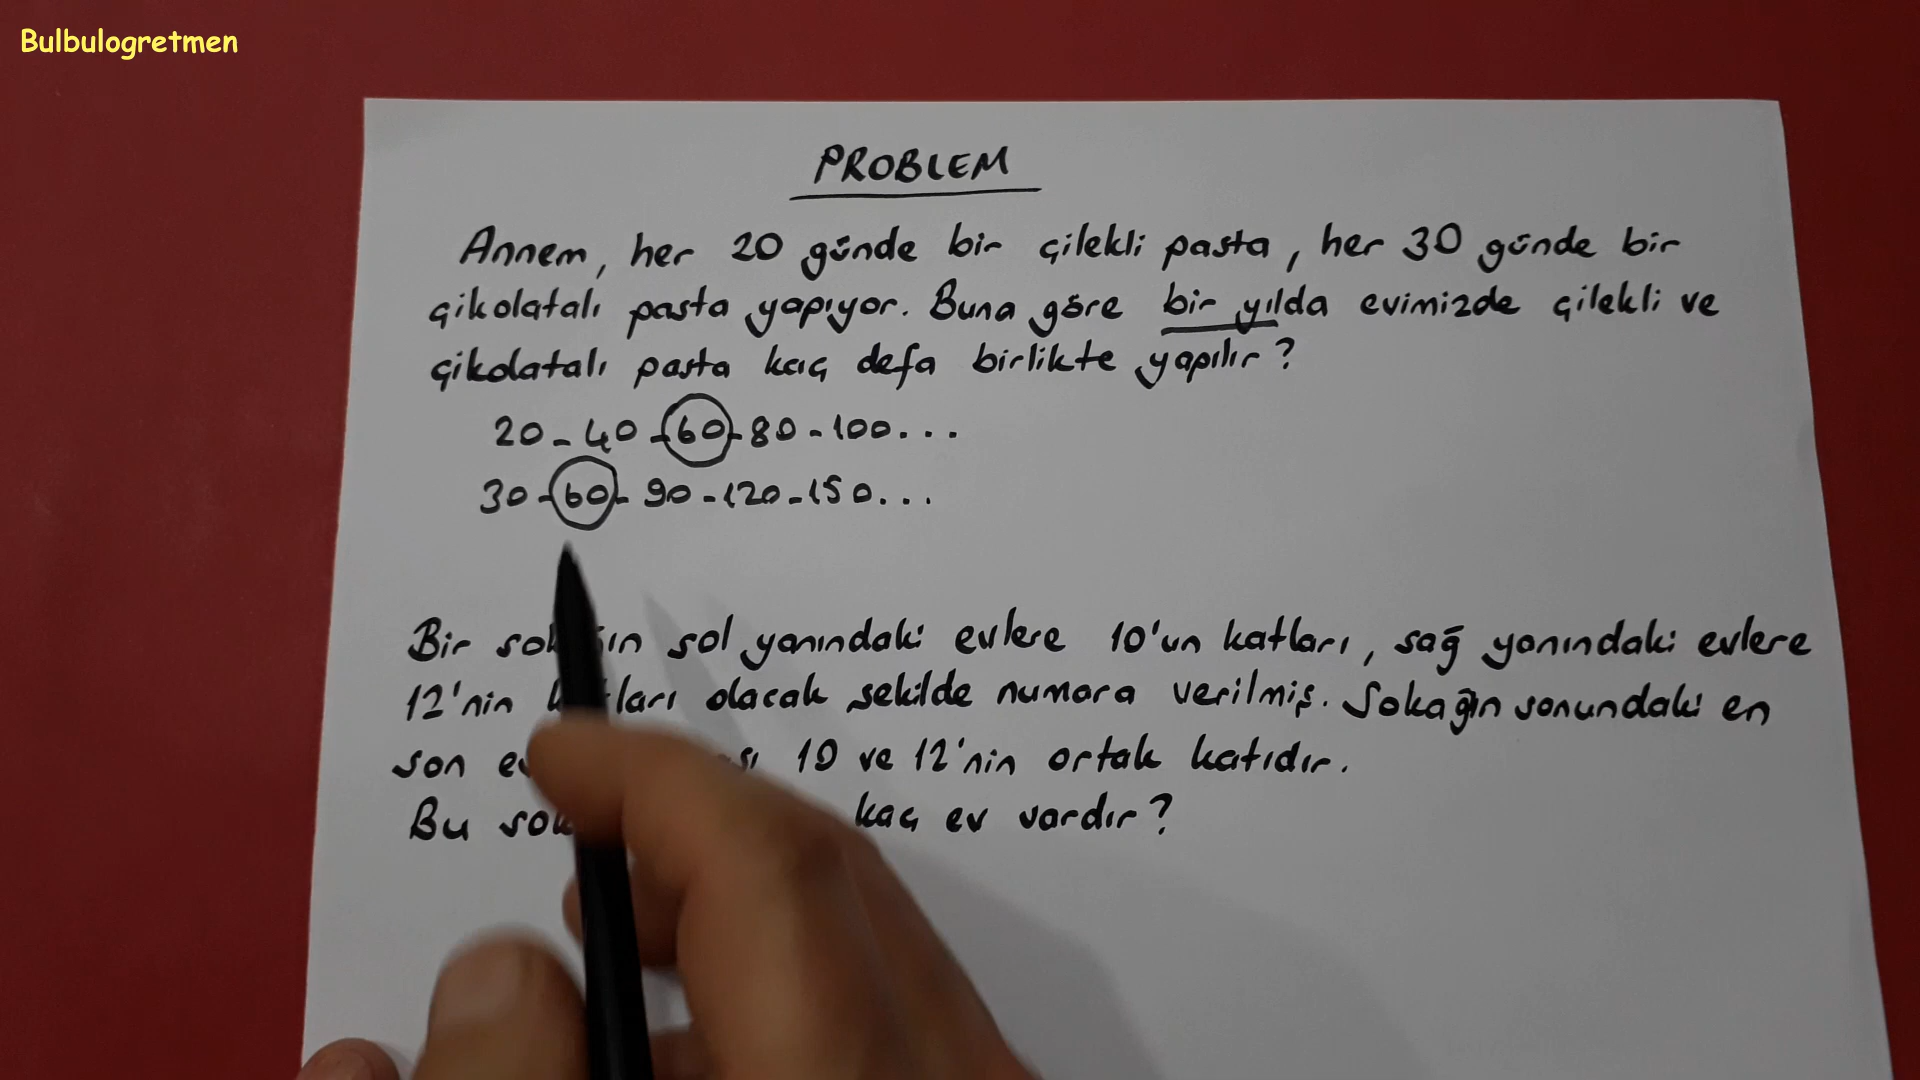 Bulbulogretmen
PROBLEM
Annem, her 20 günde bir çilekli pasta, her 30 günde bir
çikolatalı pasta yapıyor. Buna göre bir yılda evimizde çilekli ve
çikolatalı pasta kaç defa birlikte yapılır?
20-40-60-80-100...
30-60-90-120-150...
Bir sol yanındaki evlere 10'un katları, sağ yanındaki evlere
12'nin olacak şekilde numara verilmiş. Sokağın sonundaki en
son 10 ve 12'nin ortak katıdır.
Bu kaç ev vardır?